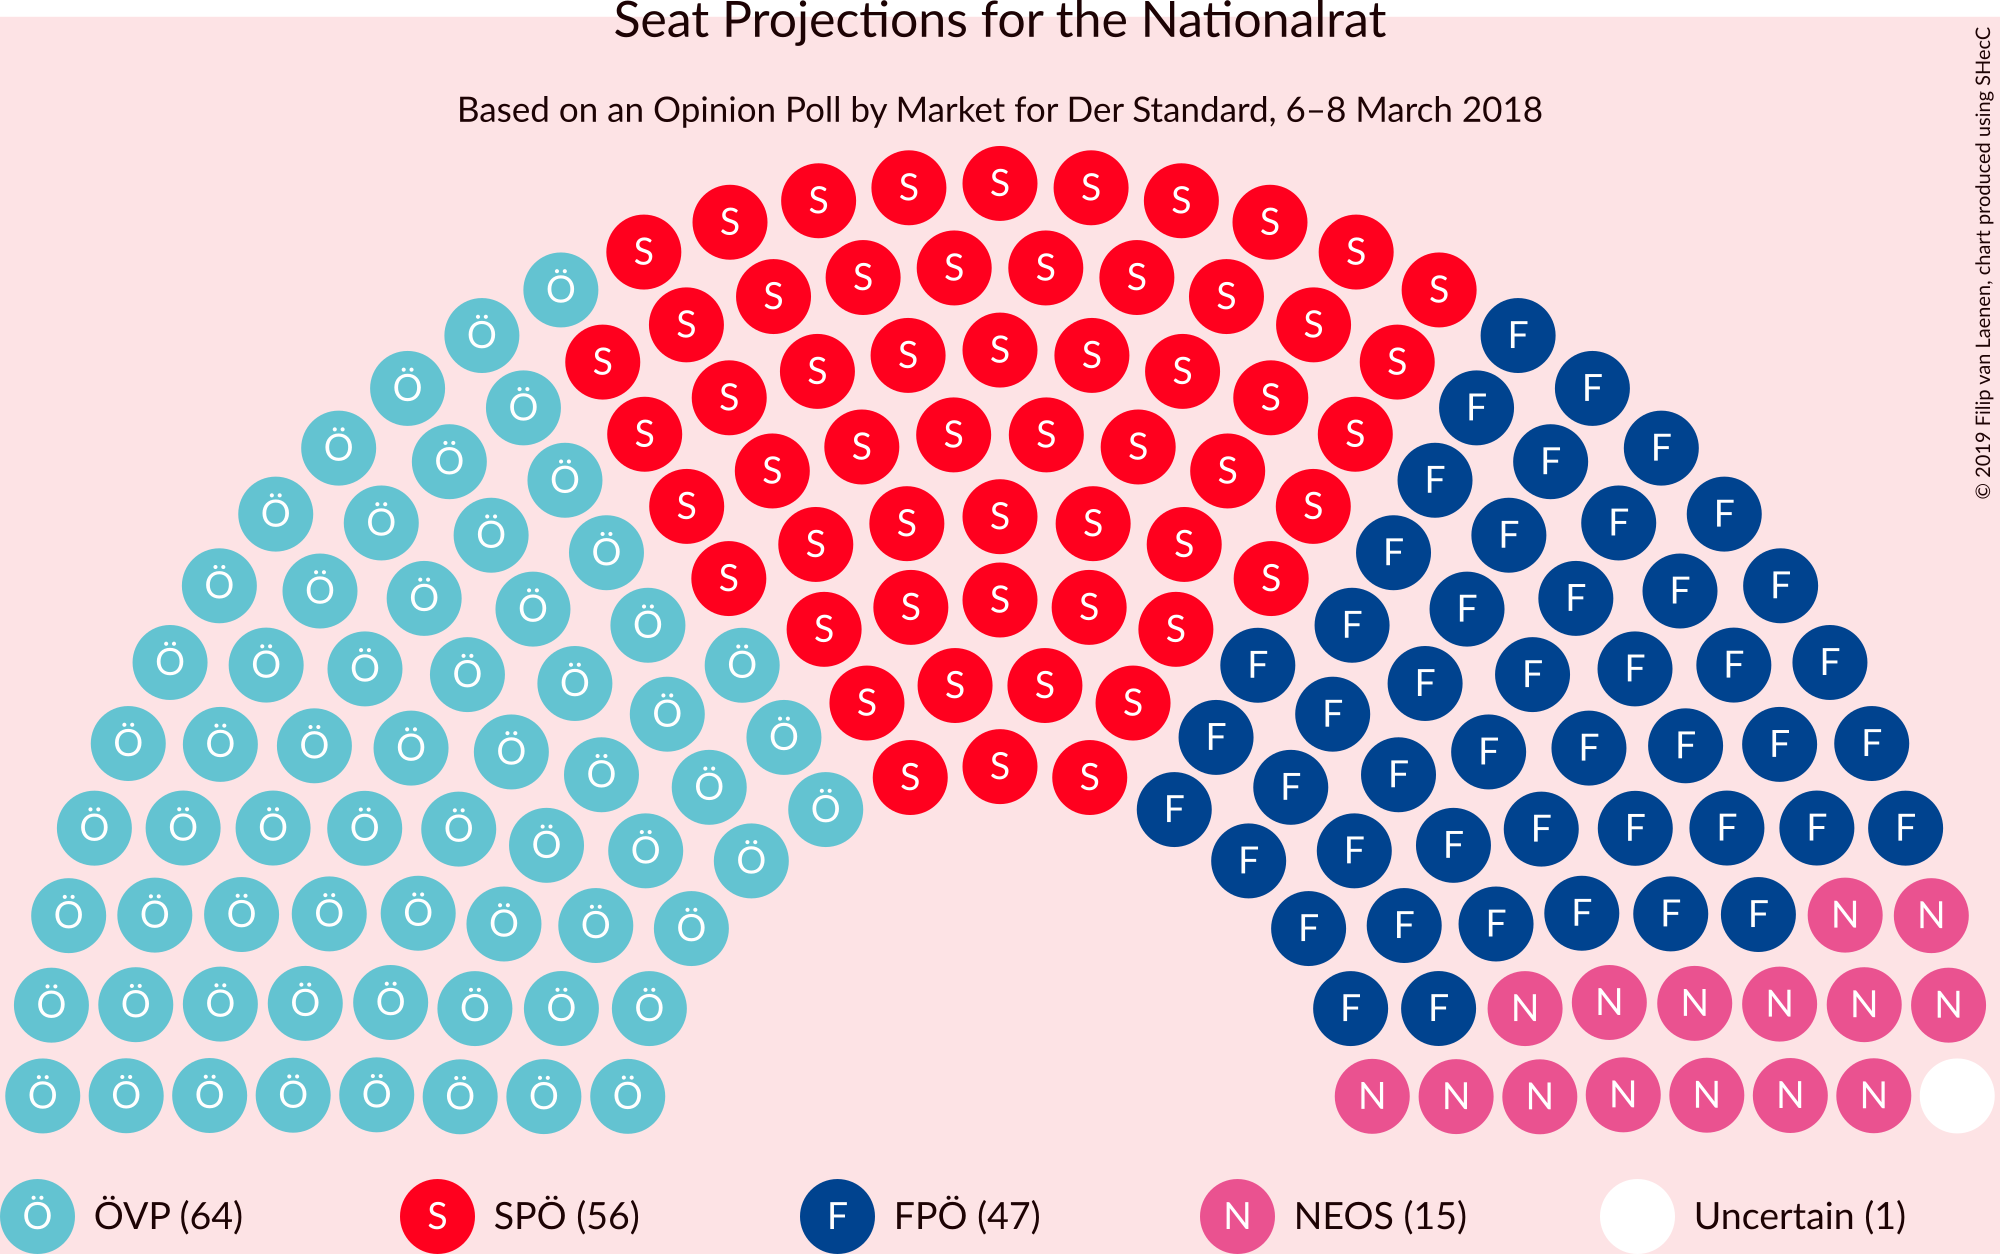 Seat Projections for the Nationalrat
Based on an Opinion Poll by Market for Der Standard, 6–8 March 2018
© 2019 Filip van Laenen, chart produced using SHecC
S S S S S S S S S S
Ö S S S S S S S S S S F
Ö Ö S S S S S S S S S F F
Ö Ö Ö S S S S S S S S F F F
Ö Ö Ö Ö S S S S S S S F F F F
Ö Ö Ö Ö Ö S S S S S F F F F F
Ö Ö Ö Ö Ö Ö S S S S F F F F F F
Ö Ö Ö Ö Ö Ö Ö S S S F F F F F F F
Ö Ö Ö Ö Ö Ö Ö Ö F F F F F F F F
Ö Ö Ö Ö Ö Ö Ö Ö F F F F F F N N
Ö Ö Ö Ö Ö Ö Ö Ö F F N N N N N N
Ö Ö Ö Ö Ö Ö Ö Ö N N N N N N N
Ö ÖVP (64) S SPÖ (56) F FPÖ (47) N NEOS (15) Uncertain (1)